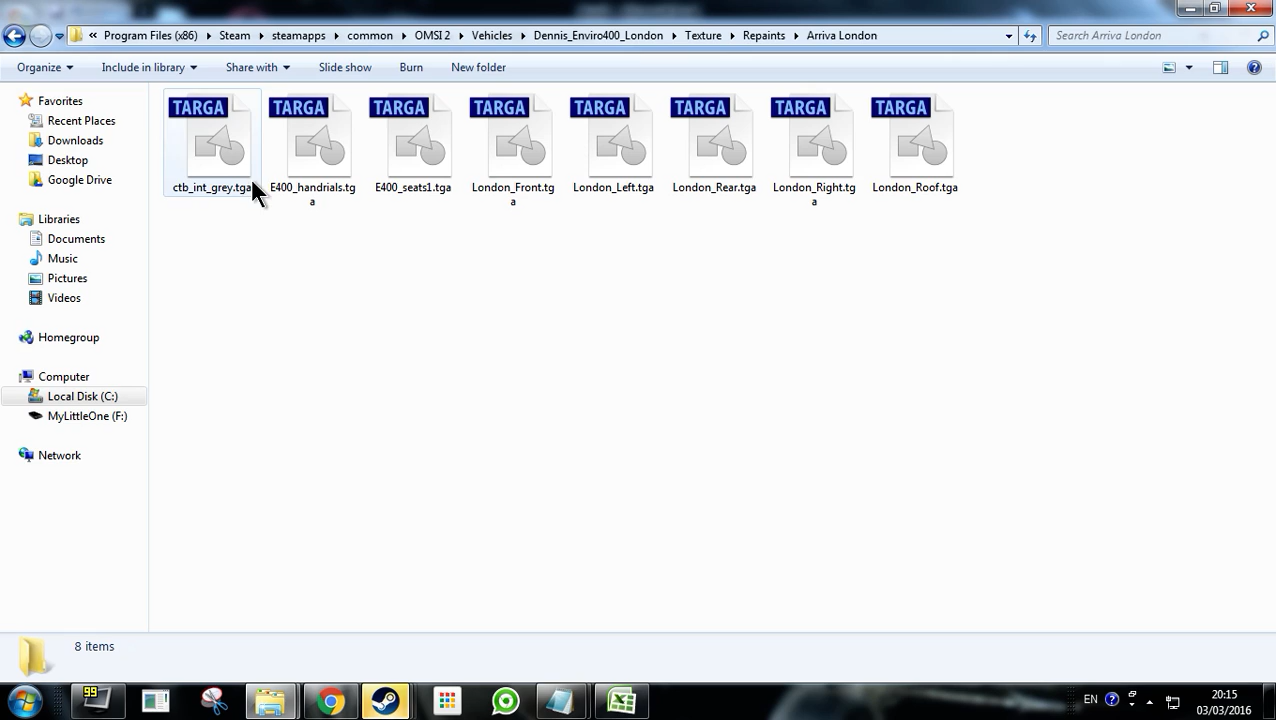 « Program Files (x86) Steam steamapps common OMSI 2 Vehicles Dennis_Enviro400_London Texture Repaints Arriva London
Search Arriva London
Organize Include in library Share with Slide show Burn New folder
Favorites
Recent Places
Downloads
Desktop
Google Drive
Libraries
Documents
Music
Pictures
Videos
Homegroup
Computer
Local Disk (C:)
MyLittleOne (F:)
Network
TARGA TARGA TARGA TARGA TARGA TARGA TARGA TARGA
ctb_int_grey.tga E400_handrials.tg E400_seats1.tga London_Front.tg London_Left.tga London_Rear.tga London_Right.tg London_Roof.tga
a a a
8 items
99
EN
20:15
03/03/2016